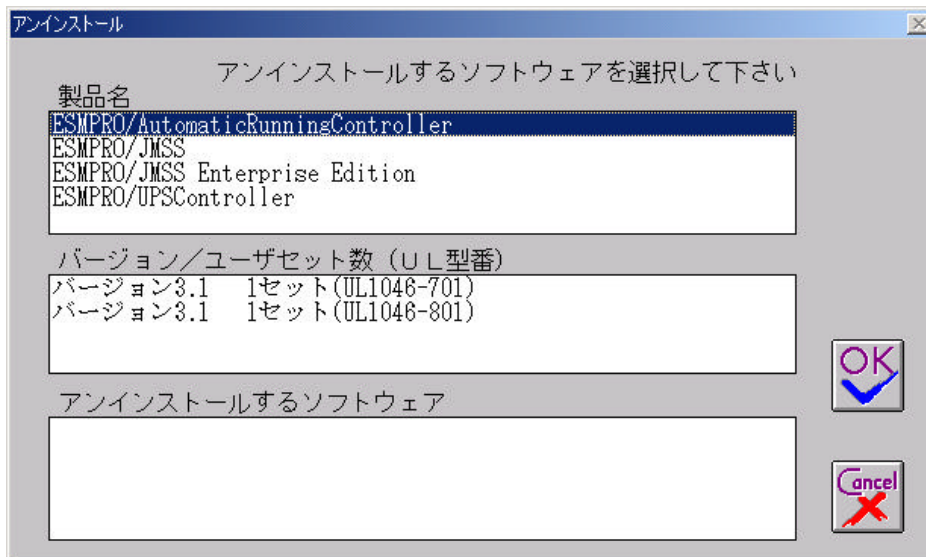 アンインストール
アンインストールするソフトウェアを選択して下さい
製品名
ESMPRO/AutomaticRunningController
ESMPRO/JMSS
ESMPRO/JMSS Enterprise Edition
ESMPRO/UPSController
バージョン／ユーザセット数（ＵＬ型番）
バージョン3.1　1セット(UL1046-701)
バージョン3.1　1セット(UL1046-801)
OK
アンインストールするソフトウェア
Cancel